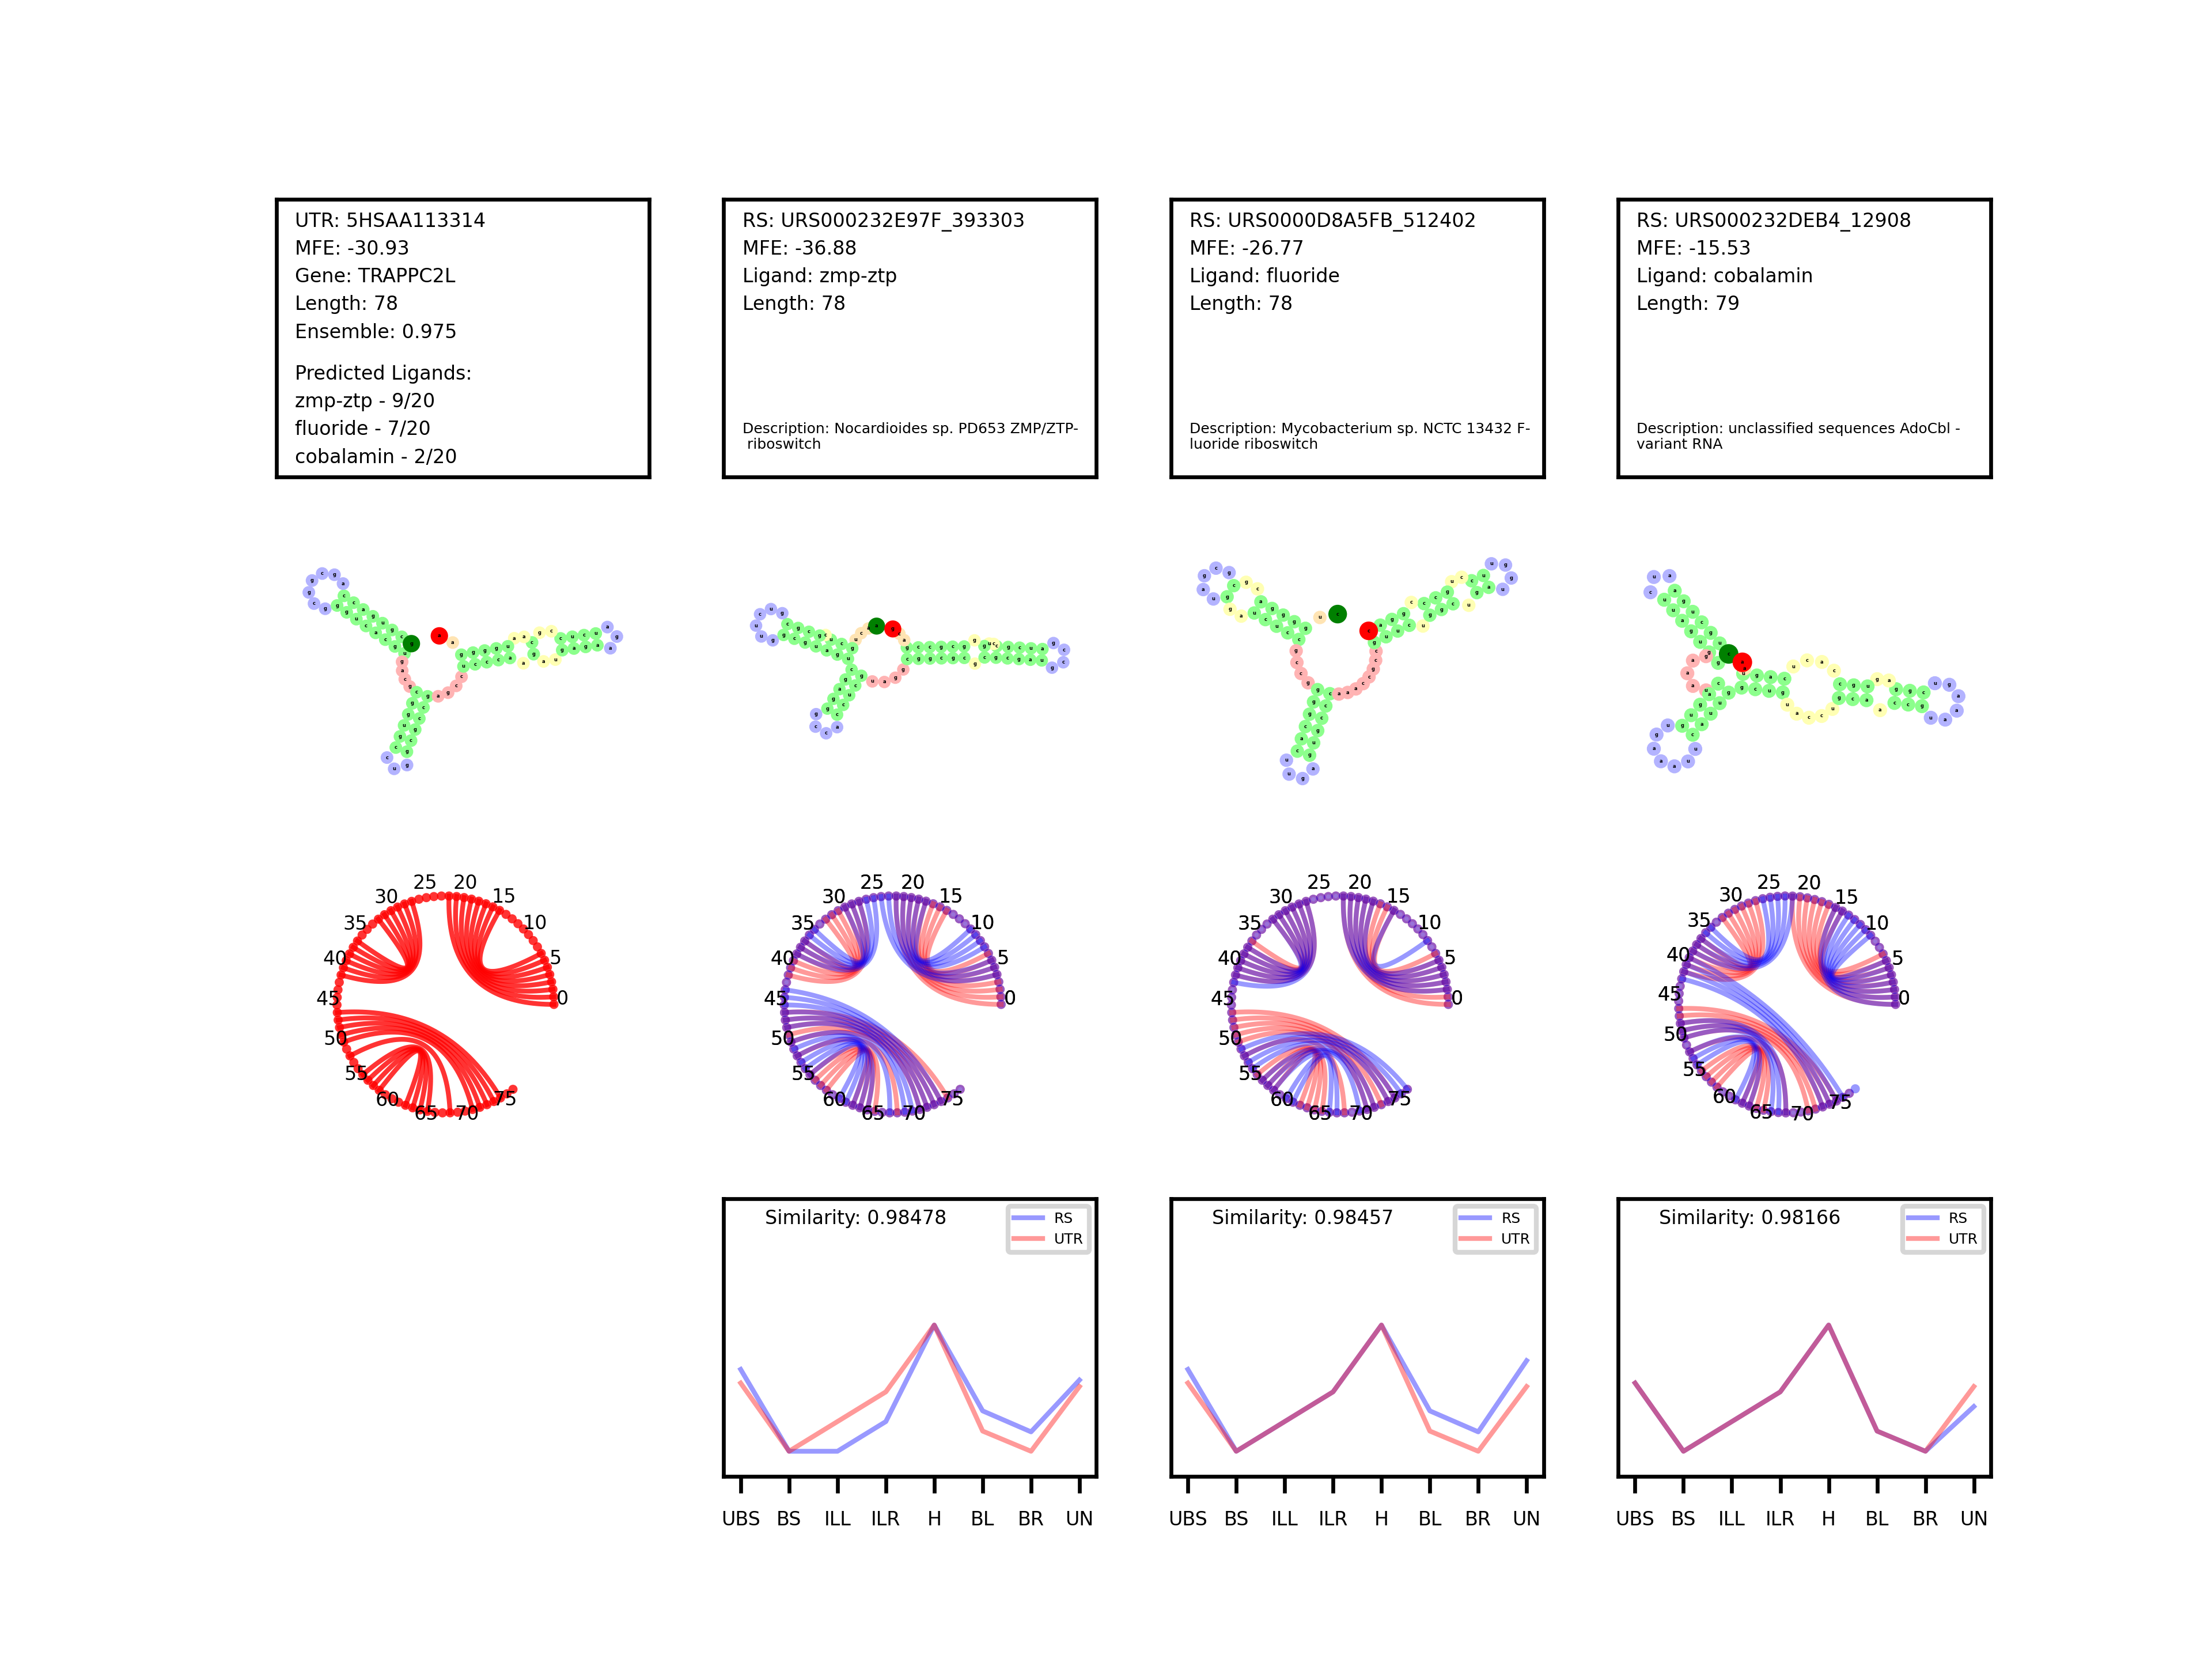 UTR: 5HSAA113314
MFE: -30.93
Gene: TRAPPC2L
Length: 78
Ensemble: 0.975
Predicted Ligands:
zmp-ztp - 9/20
fluoride - 7/20
cobalamin - 2/20
RS: URS000232E97F_393303
MFE: -36.88
Ligand: zmp-ztp
Length: 78
Description: Nocardioides sp. PD653 ZMP/ZTP-
riboswitch
RS: URS0000D8A5FB_512402
MFE: -26.77
Ligand: fluoride
Length: 78
Description: Mycobacterium sp. NCTC 13432 F-
luoride riboswitch
RS: URS000232DEB4_12908
MFE: -15.53
Ligand: cobalamin
Length: 79
Description: unclassified sequences AdoCbl -
variant RNA
0 5 10 15 20 25 30 35 40 45 50 55 60 65 70 75
0 5 10 15 20 25 30 35 40 45 50 55 60 65 70 75
0 5 10 15 20 25 30 35 40 45 50 55 60 65 70 75
0 5 10 15 20 25 30 35 40 45 50 55 60 65 70 75
Similarity: 0.98478
RS
UTR
UBS BS ILL ILR H BL BR UN
Similarity: 0.98457
RS
UTR
UBS BS ILL ILR H BL BR UN
Similarity: 0.98166
RS
UTR
UBS BS ILL ILR H BL BR UN